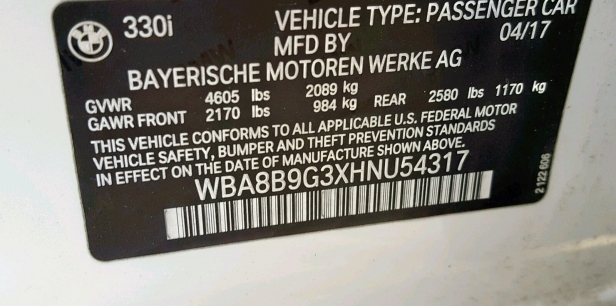 BMW 330i VEHICLE TYPE: PASSENGER CAR
MFD BY 04/17
BAYERISCHE MOTOREN WERKE AG
GVWR 4605 lbs 2089 kg
GAWR FRONT 2170 lbs 984 kg REAR 2580 lbs 1170 kg
THIS VEHICLE CONFORMS TO ALL APPLICABLE U.S. FEDERAL MOTOR
VEHICLE SAFETY, BUMPER AND THEFT PREVENTION STANDARDS
IN EFFECT ON THE DATE OF MANUFACTURE SHOWN ABOVE.
WBA8B9G3XHNU54317
2 122 606